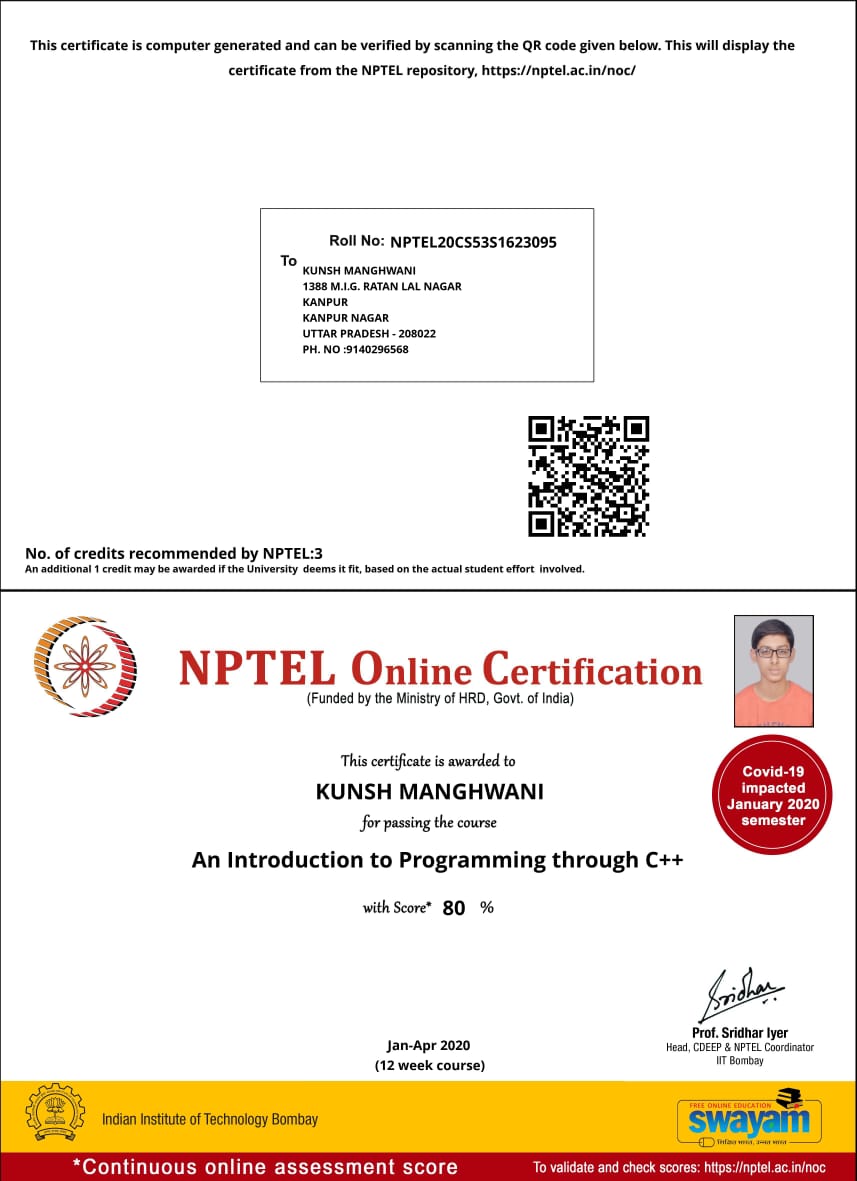 This certificate is computer generated and can be verified by scanning the QR code given below. This will display the
certificate from the NPTEL repository, https://nptel.ac.in/noc/
Roll No: NPTEL20CS53S1623095
To
KUNSH MANGHWANI
1388 M.I.G. RATAN LAL NAGAR
KANPUR
KANPUR NAGAR
UTTAR PRADESH - 208022
PH. NO :9140296568
No. of credits recommended by NPTEL:3
An additional 1 credit may be awarded if the University deems it fit, based on the actual student effort involved.
NPTEL Online Certification
(Funded by the Ministry of HRD, Govt. of India)
This certificate is awarded to
KUNSH MANGHWANI
for passing the course
An Introduction to Programming through C++
with Score* 80 %
Covid-19
impacted
January 2020
semester
Sridhar
Prof. Sridhar Iyer
Head, CDEEP & NPTEL Coordinator
IIT Bombay
Jan-Apr 2020
(12 week course)
Indian Institute of Technology Bombay
FREE ONLINE EDUCATION
swayam
शिक्षित भारत, उन्नत भारत
*Continuous online assessment score
To validate and check scores: https://nptel.ac.in/noc